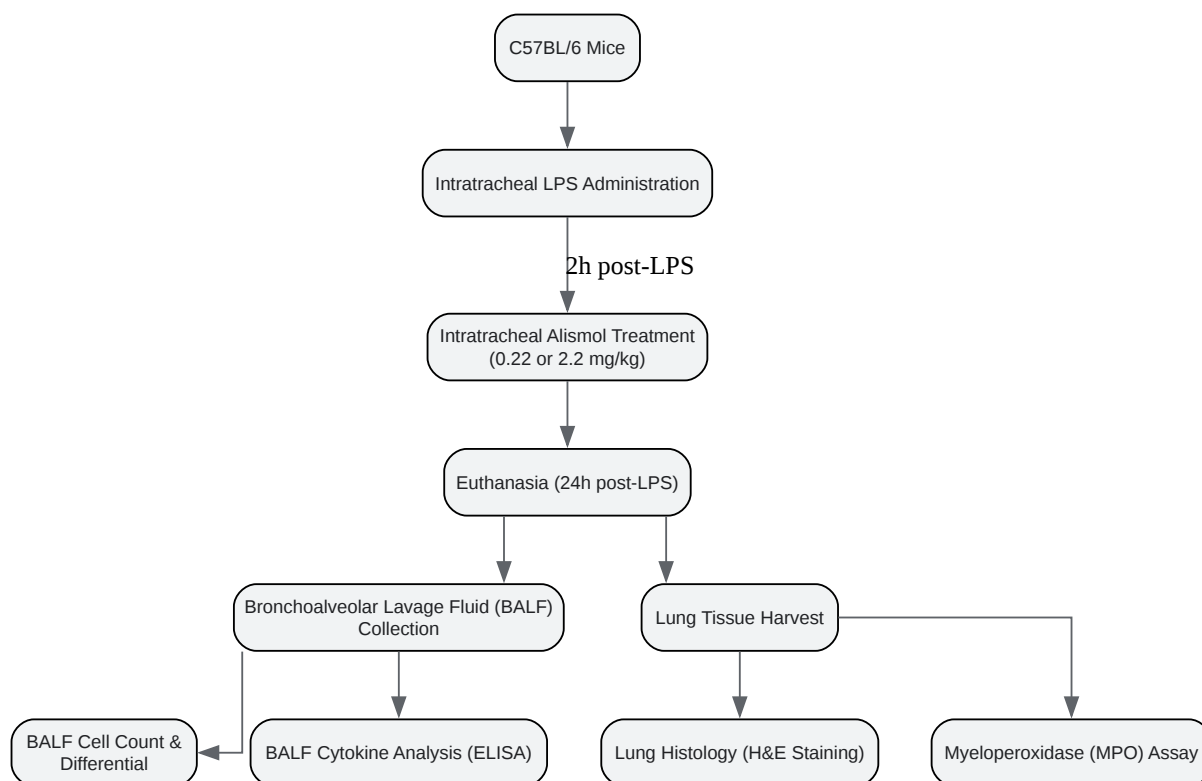 C57BL/6 Mice
Intratracheal LPS Administration
2h post-LPS
Intratracheal Alismol Treatment
(0.22 or 2.2 mg/kg)
Euthanasia (24h post-LPS)
Bronchoalveolar Lavage Fluid (BALF)
Collection
Lung Tissue Harvest
BALF Cell Count &
Differential
BALF Cytokine Analysis (ELISA)
Lung Histology (H&E Staining)
Myeloperoxidase (MPO) Assay